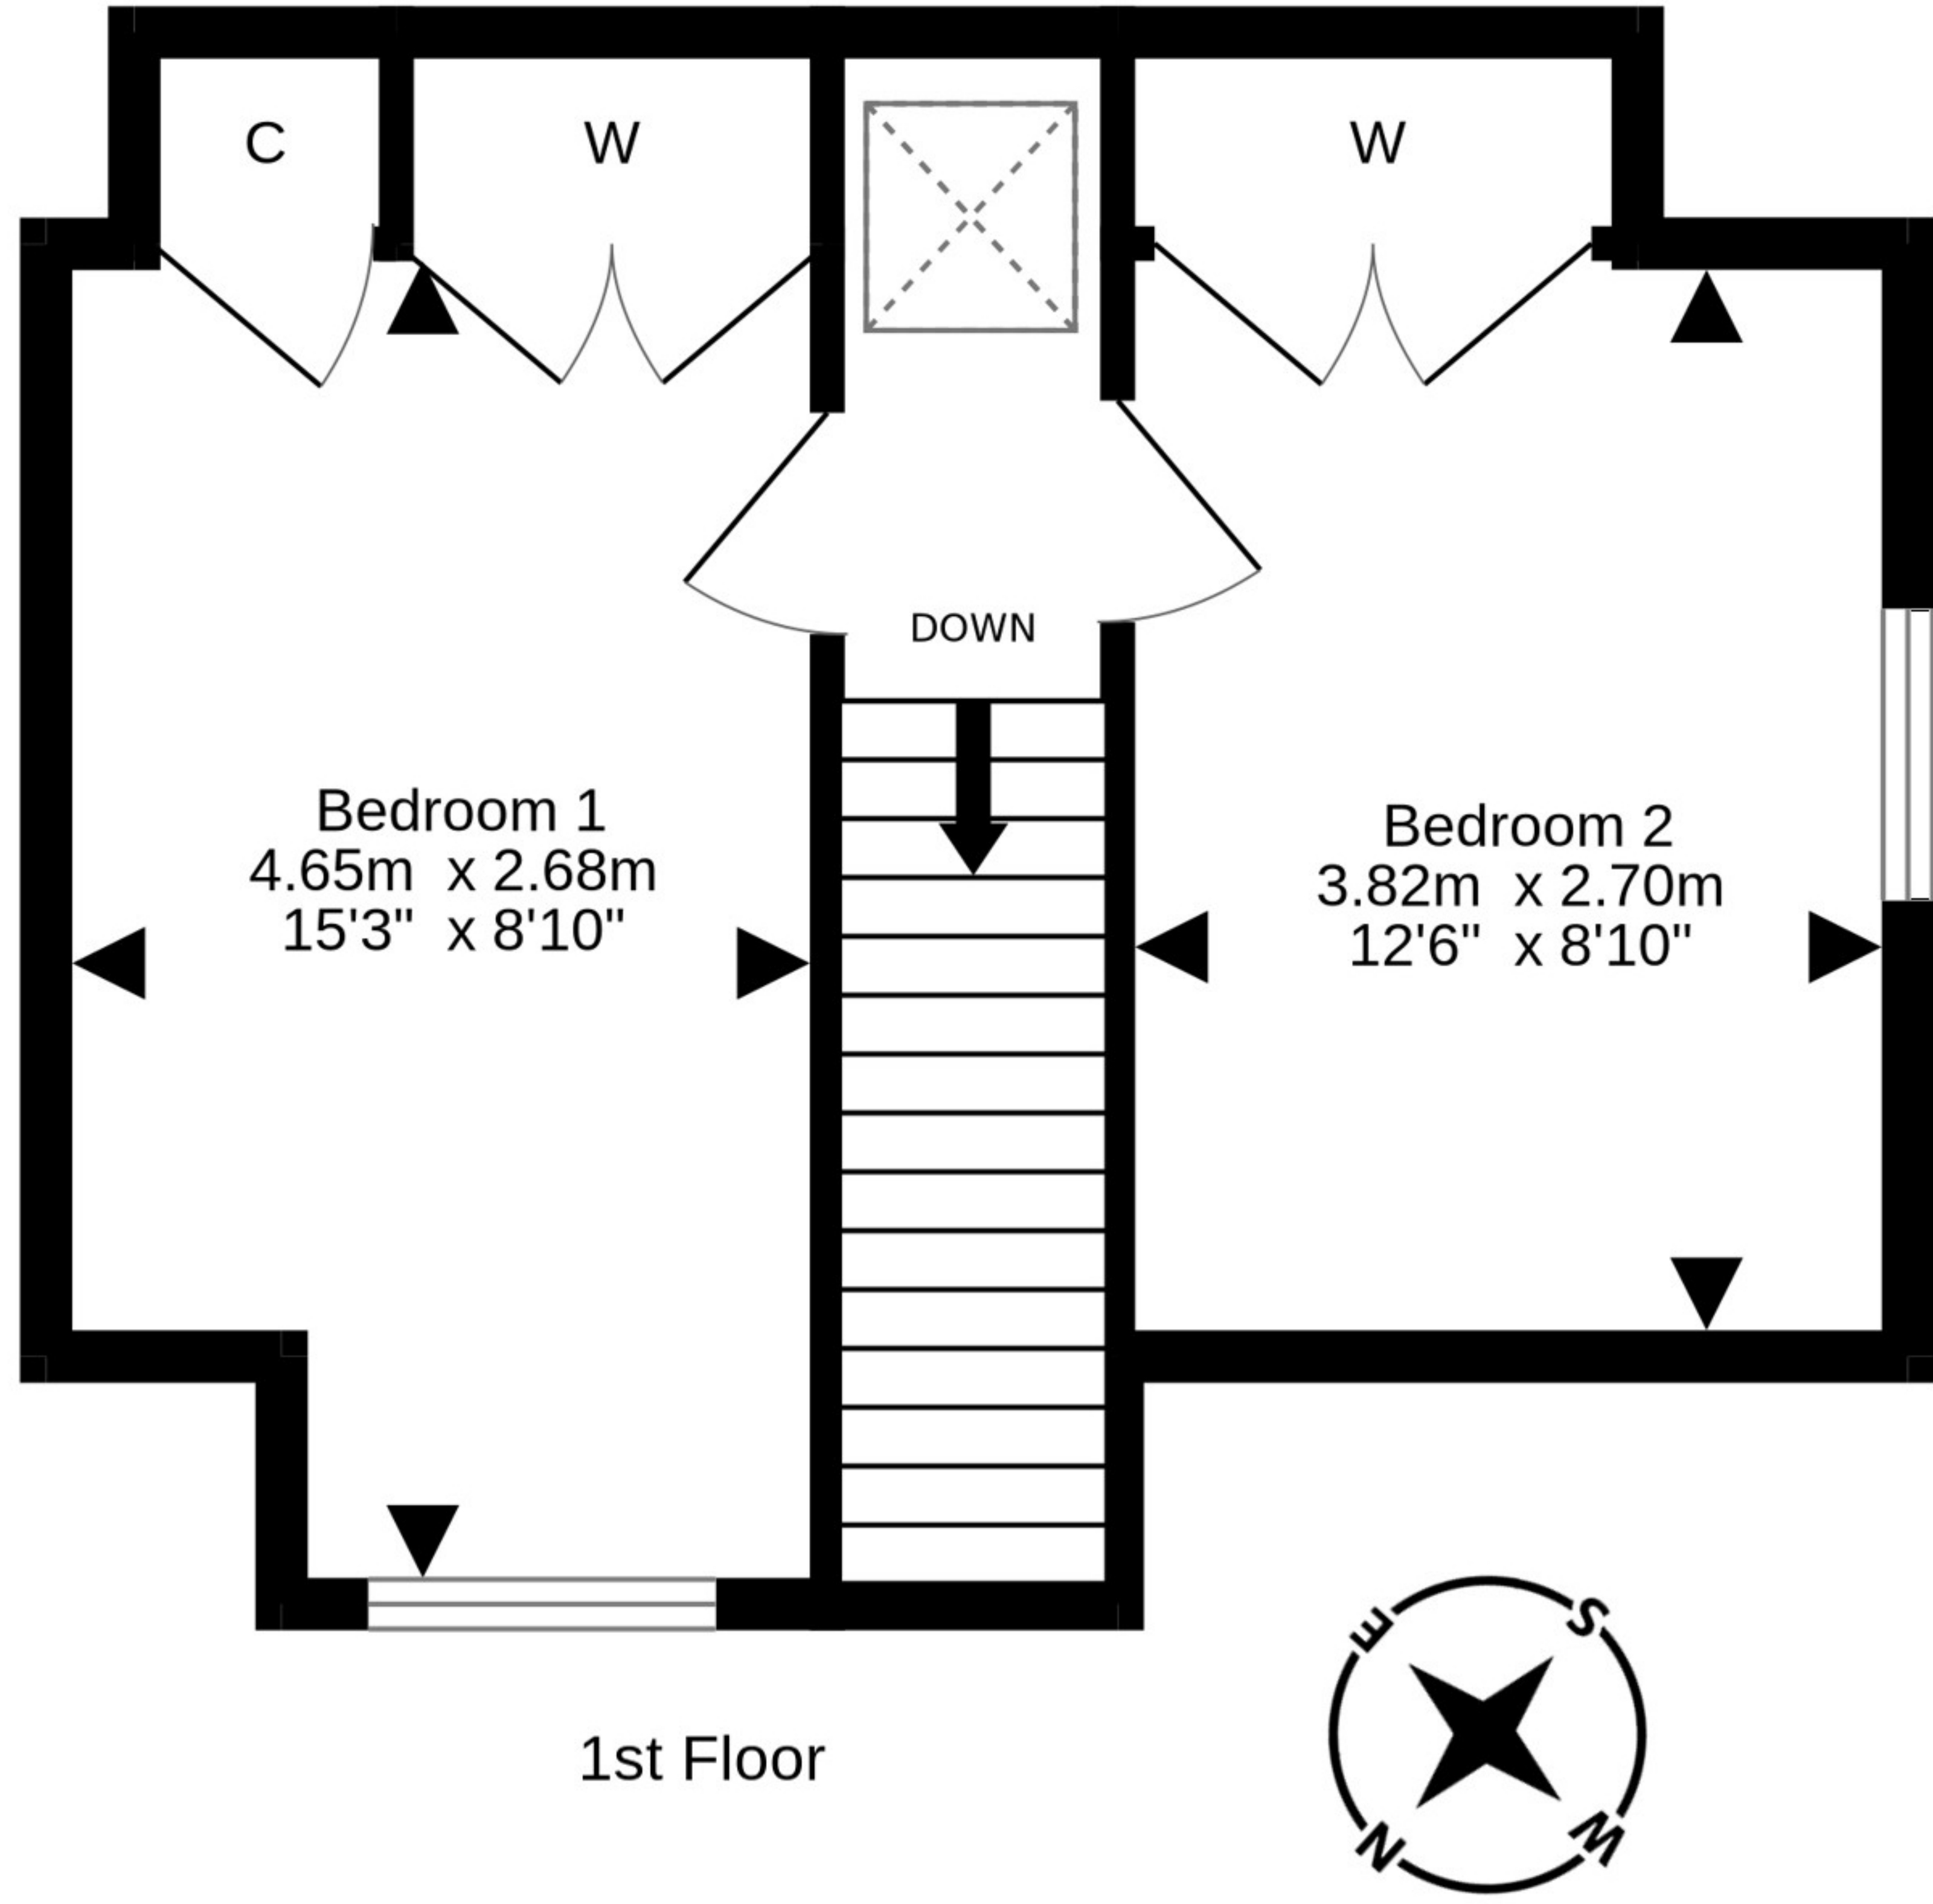 C
W
W
DOWN
Bedroom 1
4.65m x 2.68m
15'3" x 8'10"
Bedroom 2
3.82m x 2.70m
12'6" x 8'10"
1st Floor
E
S
N
W